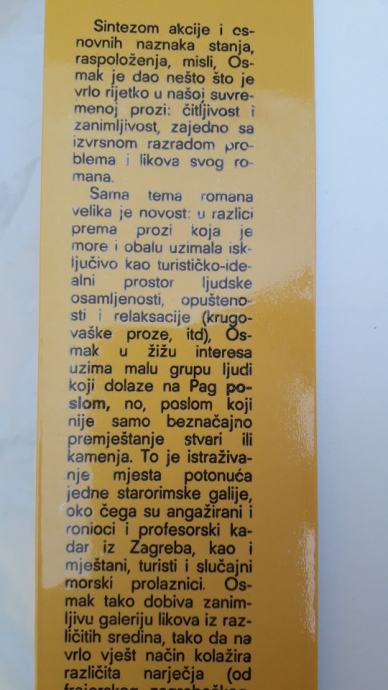 Sintezom akcije i os-
novnih naznaka stanja,
raspoloženja, misli, Os-
mak je dao nešto što je
vrlo rijetko u našoj suvre-
menoj prozi: čitljivost i
zanimljivost, zajedno sa
izvrsnom razradom pro-
blema i likova svog ro-
mana.
Sama tema romana
velika je novost: u razlici
prema prozi koja je
more i obalu uzimala isk-
ljučivo kao turističko-ide-
alni prostor ljudske
osamljenosti, opušteno-
sti i relaksacije (krugo-
vaške proze, itd), Os-
mak u žižu interesa
uzima malu grupu ljudi
koji dolaze na Pag po-
slom, no, poslom koji
nije samo beznačajno
premještanje stvari ili
kamenja. To je istraživa-
nje mjesta potonuća
jedne starorimske galije,
oko čega su angažirani i
ronioci i profesorski ka-
dar iz Zagreba, kao i
mještani, turisti i slučajni
morski prolaznici. Os-
mak tako dobiva zanim-
ljivu galeriju likova iz raz-
ličitih sredina, tako da na
vrlo vješt način kolažira
različita narječja (od
frajerskog zagrebačkog